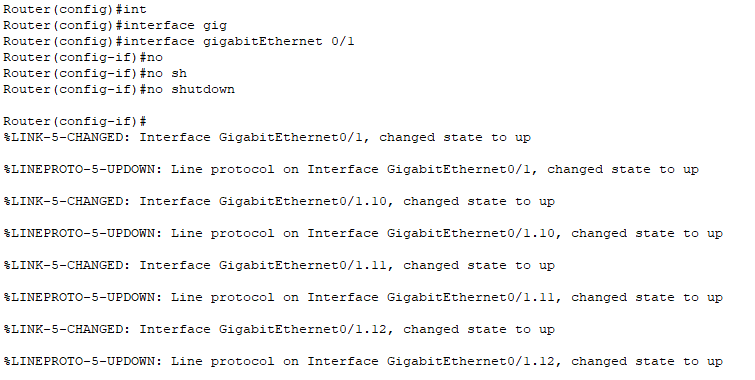 Router(config)#int
Router(config)#interface gig
Router(config)#interface gigabitEthernet 0/1
Router(config-if)#no
Router(config-if)#no sh
Router(config-if)#no shutdown
Router(config-if)#
%LINK-5-CHANGED: Interface GigabitEthernet0/1, changed state to up
%LINEPROTO-5-UPDOWN: Line protocol on Interface GigabitEthernet0/1, changed state to up
%LINK-5-CHANGED: Interface GigabitEthernet0/1.10, changed state to up
%LINEPROTO-5-UPDOWN: Line protocol on Interface GigabitEthernet0/1.10, changed state to up
%LINK-5-CHANGED: Interface GigabitEthernet0/1.11, changed state to up
%LINEPROTO-5-UPDOWN: Line protocol on Interface GigabitEthernet0/1.11, changed state to up
%LINK-5-CHANGED: Interface GigabitEthernet0/1.12, changed state to up
%LINEPROTO-5-UPDOWN: Line protocol on Interface GigabitEthernet0/1.12, changed state to up